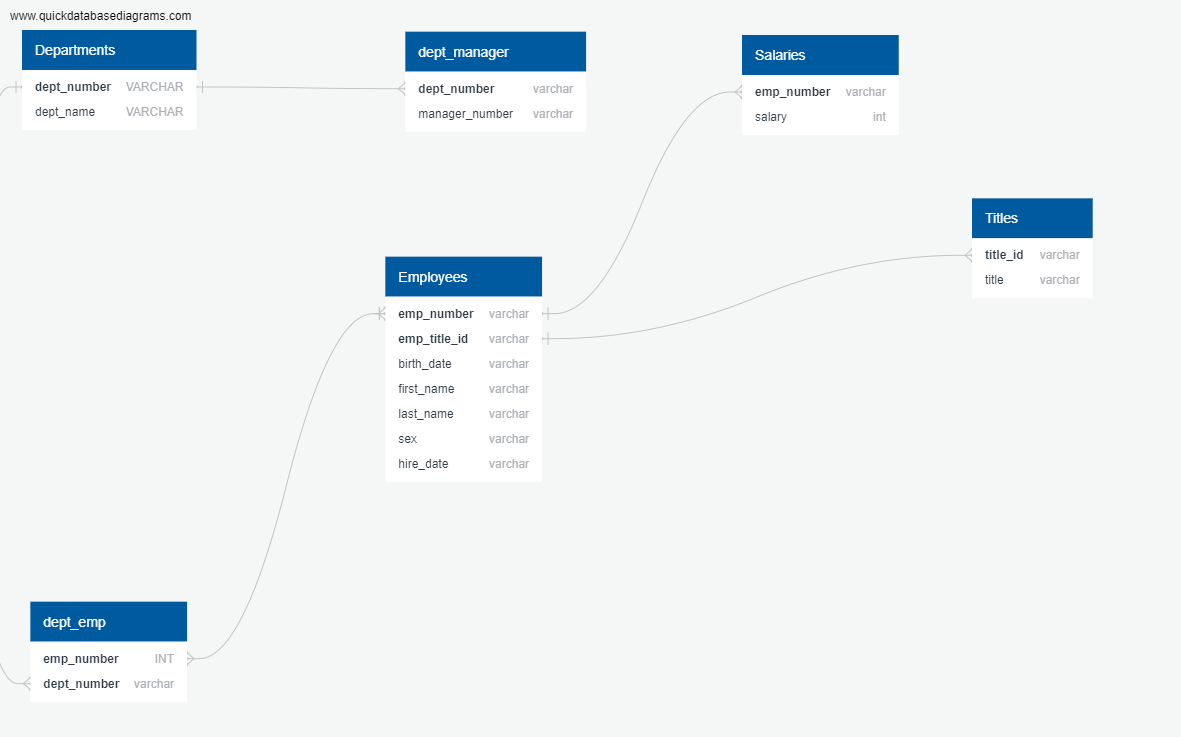 www.quickdatabasediagrams.com
Departments
dept_number VARCHAR
dept_name VARCHAR
dept_manager
dept_number varchar
manager_number varchar
Salaries
emp_number varchar
salary int
Titles
title_id varchar
title varchar
Employees
emp_number varchar
emp_title_id varchar
birth_date varchar
first_name varchar
last_name varchar
sex varchar
hire_date varchar
dept_emp
emp_number INT
dept_number varchar